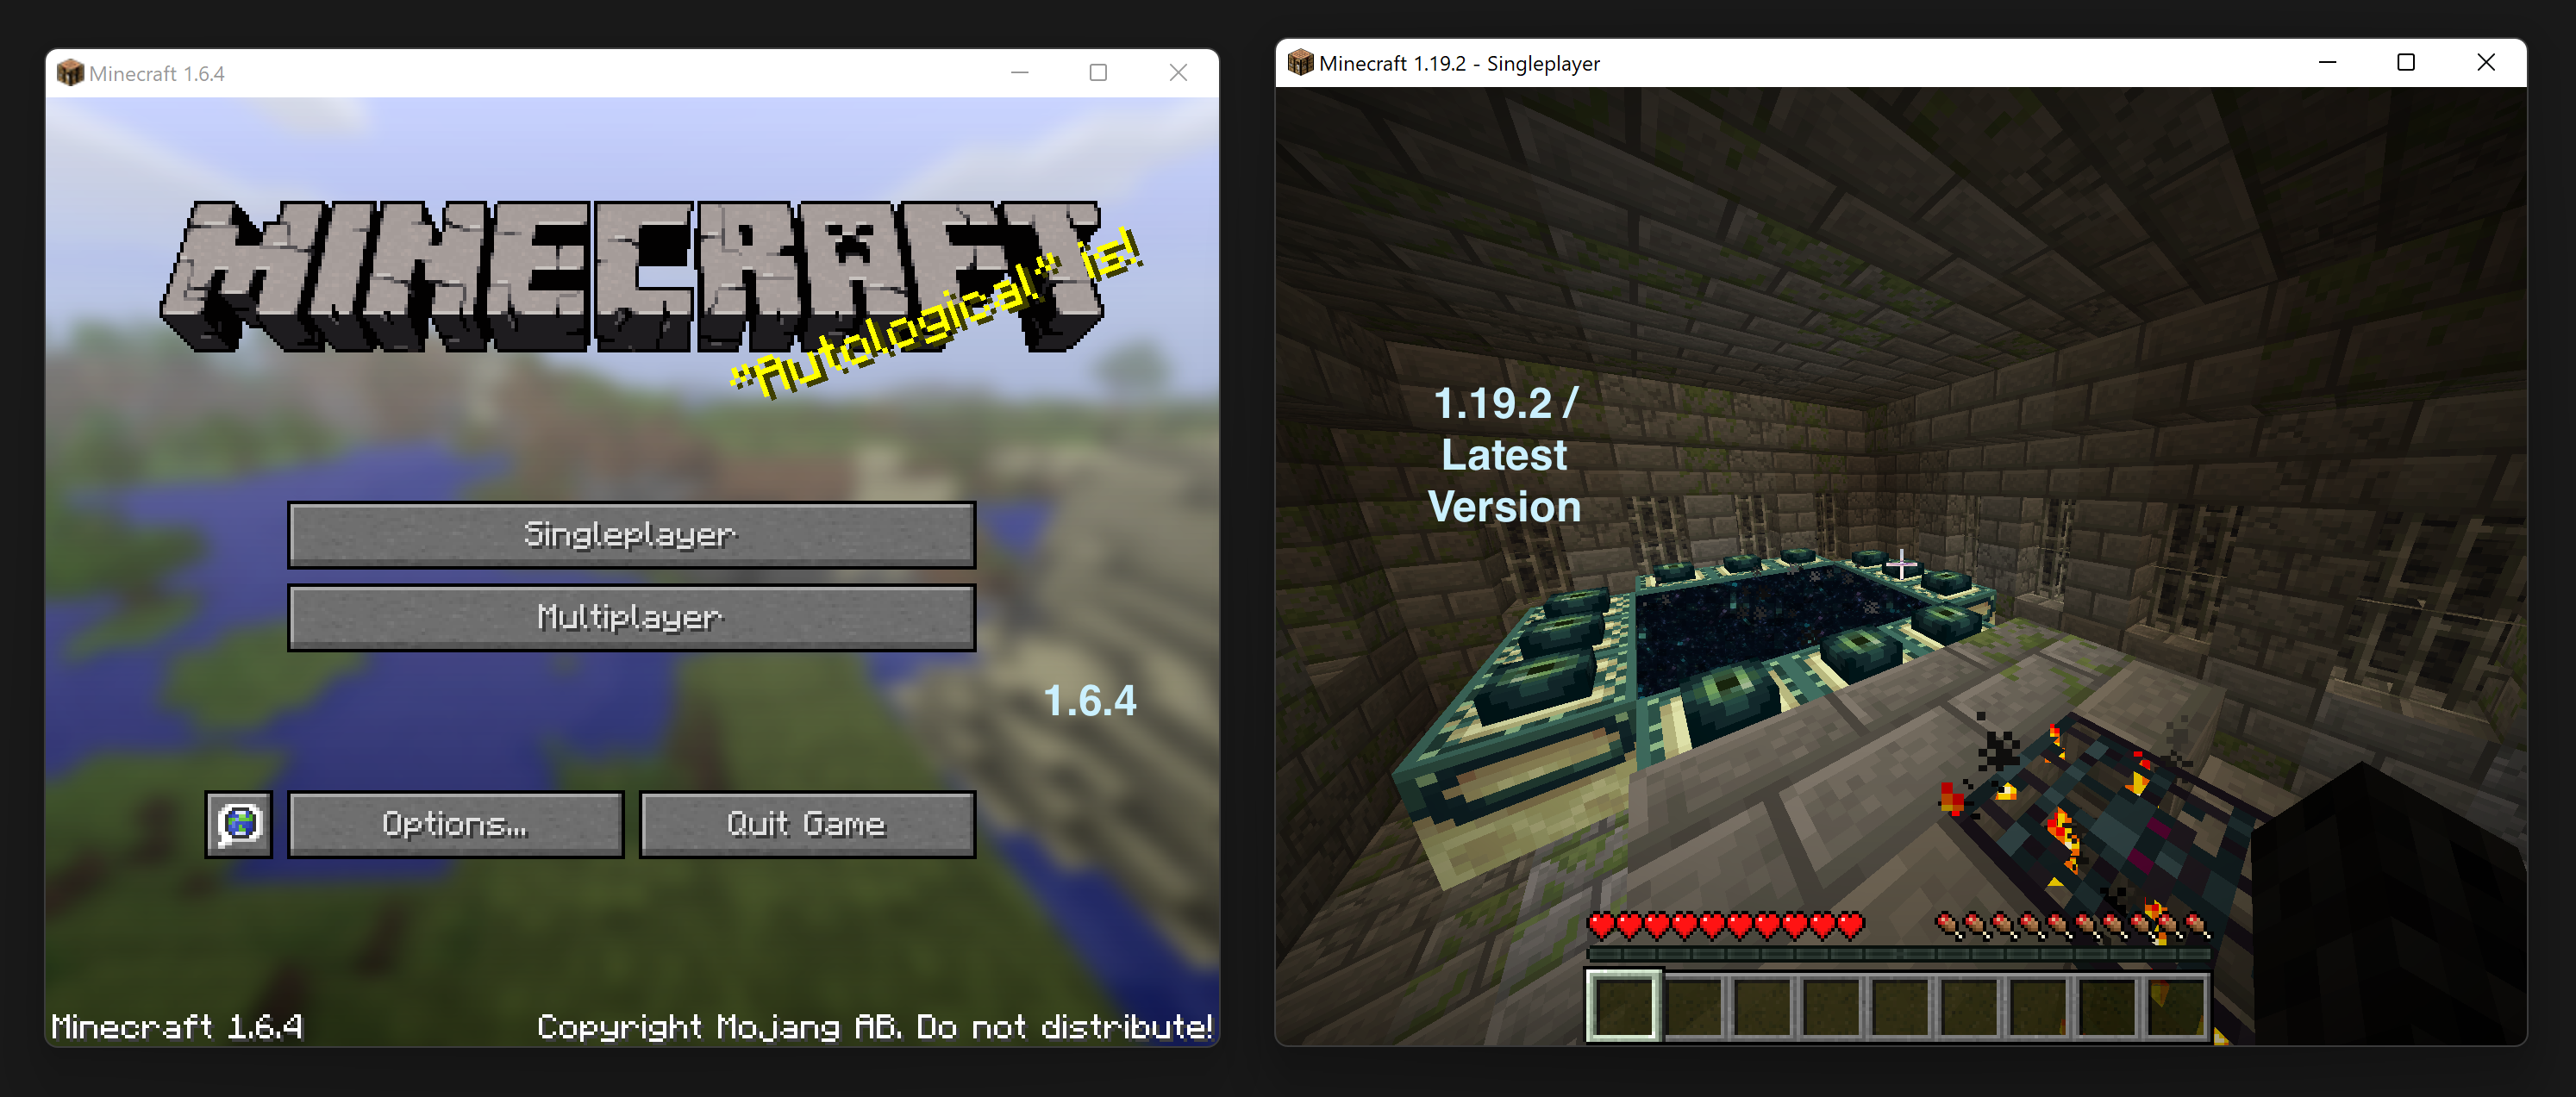 Minecraft 1.6.4
MINECRAFT
"Autological" is!
Singleplayer
Multiplayer
1.6.4
Options...
Quit Game
Minecraft 1.6.4
Copyright Mojang AB. Do not distribute!
Minecraft 1.19.2 - Singleplayer
1.19.2 /
Latest
Version